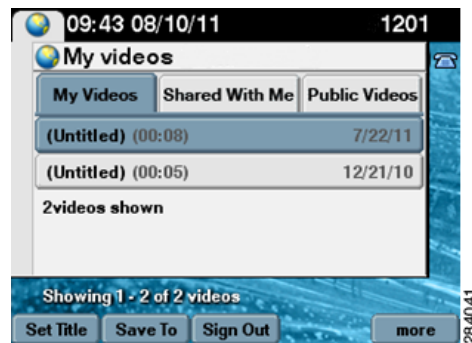 09:43 08/10/11 1201
My videos
My Videos Shared With Me Public Videos
(Untitled) (00:08) 7/22/11
(Untitled) (00:05) 12/21/10
2videos shown
Showing 1 - 2 of 2 videos
Set Title Save To Sign Out more
384041